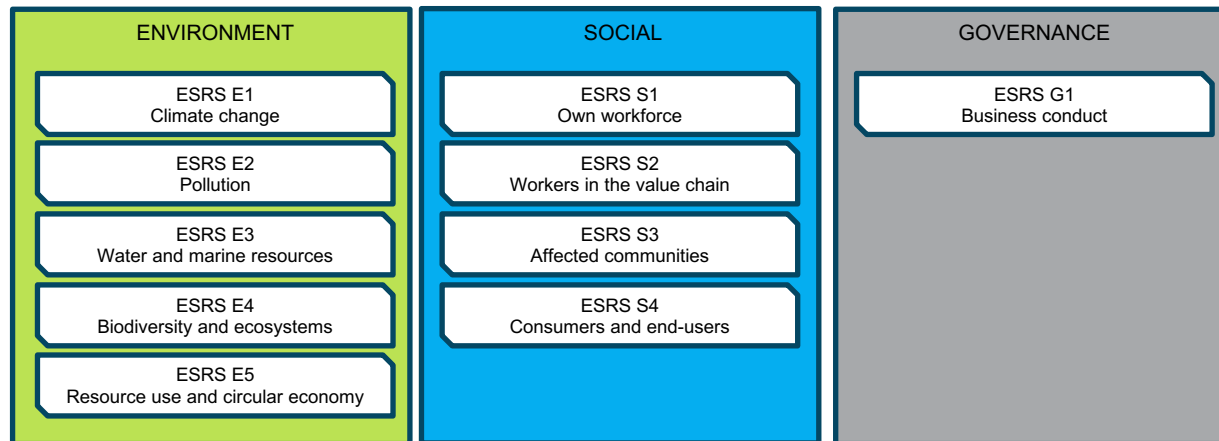 ENVIRONMENT
ESRS E1
Climate change
ESRS E2
Pollution
ESRS E3
Water and marine resources
ESRS E4
Biodiversity and ecosystems
ESRS E5
Resource use and circular economy
SOCIAL
ESRS S1
Own workforce
ESRS S2
Workers in the value chain
ESRS S3
Affected communities
ESRS S4
Consumers and end-users
GOVERNANCE
ESRS G1
Business conduct